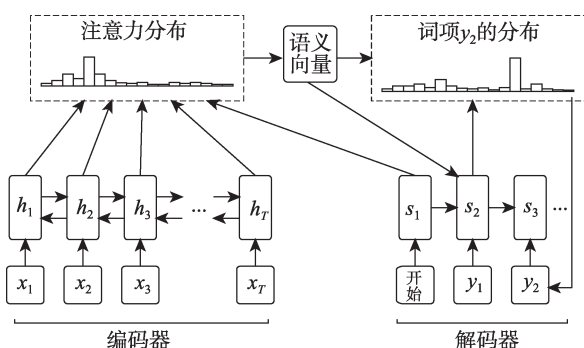 注意力分布
语义
向量
词项y₂的分布
h₁ h₂ h₃ ... h_T
s₁ s₂ s₃ ...
x₁ x₂ x₃ x_T
开始 y₁ y₂
编码器
解码器